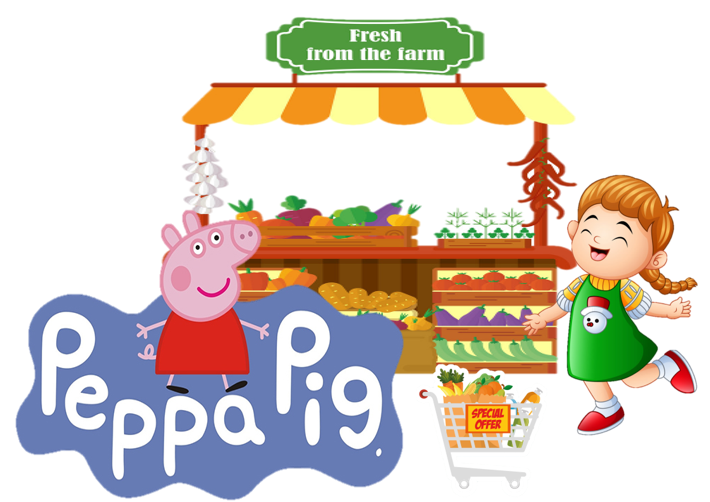 Fresh
from the farm
Peppa Pig.
SPECIAL
OFFER